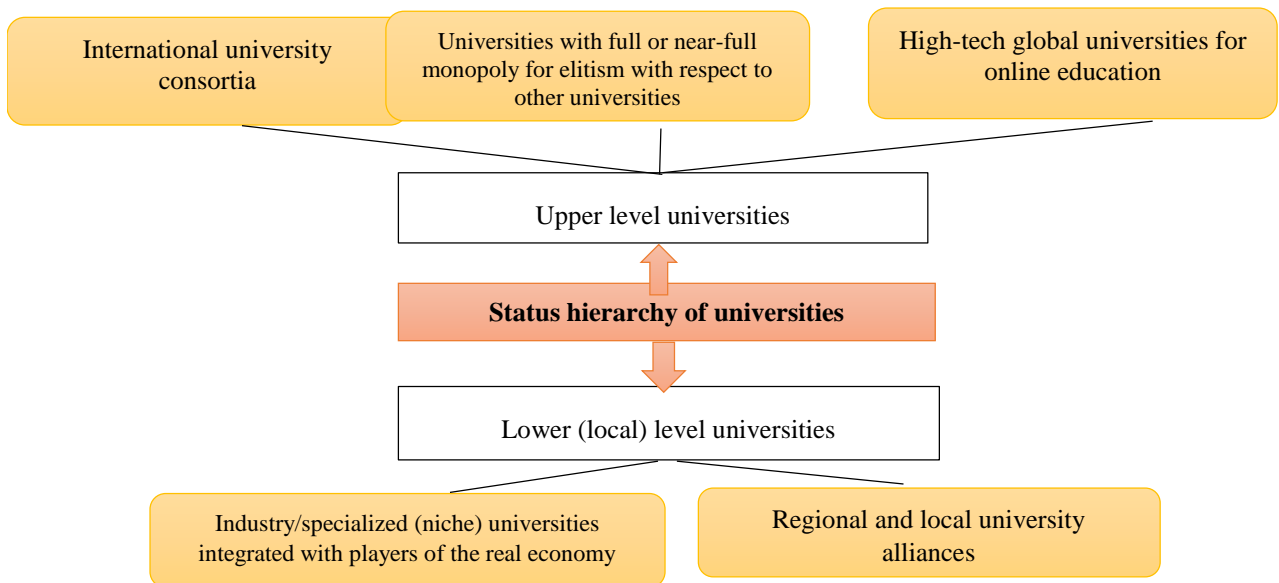 International university
consortia
Universities with full or near-full
monopoly for elitism with respect to
other universities
High-tech global universities for
online education
Upper level universities
Status hierarchy of universities
Lower (local) level universities
Industry/specialized (niche) universities
integrated with players of the real economy
Regional and local university
alliances